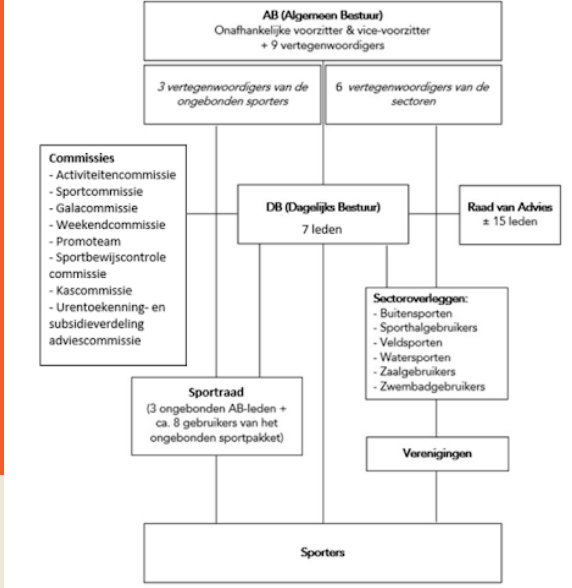 AB (Algemeen Bestuur)
Onafhankelijke voorzitter & vice-voorzitter
+ 9 vertegenwoordigers
3 vertegenwoordigers van de
ongebonden sporters
6 vertegenwoordigers van de
sectoren
Commissies
- Activiteitencommissie
- Sportcommissie
- Galacommissie
- Weekendcommissie
- Promoteam
- Sportbewijscontrole
commissie
- Kascommissie
- Urentoekenning- en
subsidieverdeling
adviescommissie
DB (Dagelijks Bestuur)
7 leden
Raad van Advies
± 15 leden
Sectoroverleggen:
- Buitensporten
- Sporthalgebruikers
- Veldsporten
- Watersporten
- Zaalgebruikers
- Zwembadgebruikers
Sportraad
(3 ongebonden AB-leden +
ca. 8 gebruikers van het
ongebonden sportpakket)
Verenigingen
Sporters